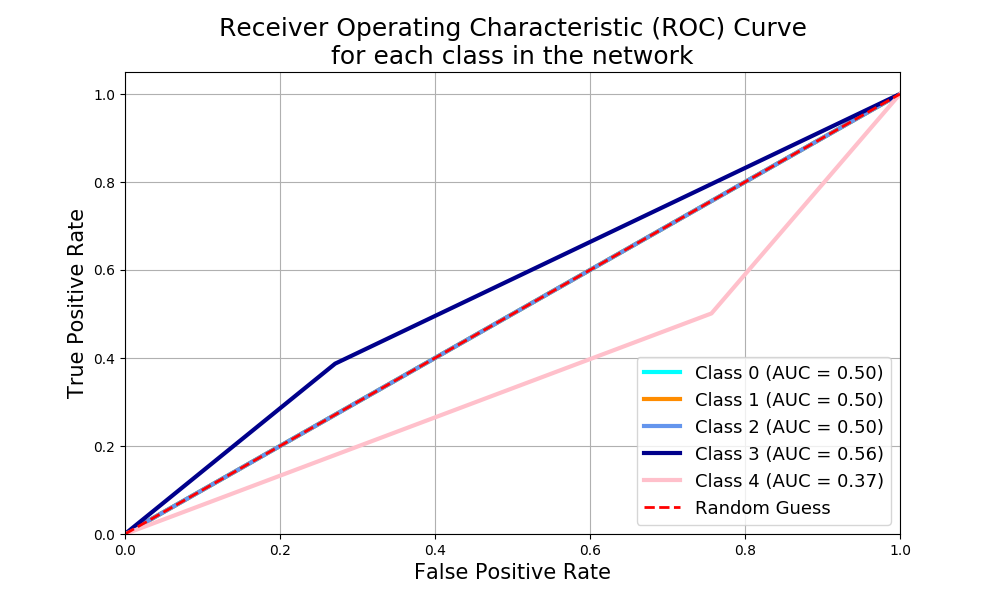 Receiver Operating Characteristic (ROC) Curve
for each class in the network
True Positive Rate
1.0
0.8
0.6
0.4
0.2
0.0
Class 0 (AUC = 0.50)
Class 1 (AUC = 0.50)
Class 2 (AUC = 0.50)
Class 3 (AUC = 0.56)
Class 4 (AUC = 0.37)
Random Guess
0.0 0.2 0.4 0.6 0.8 1.0
False Positive Rate